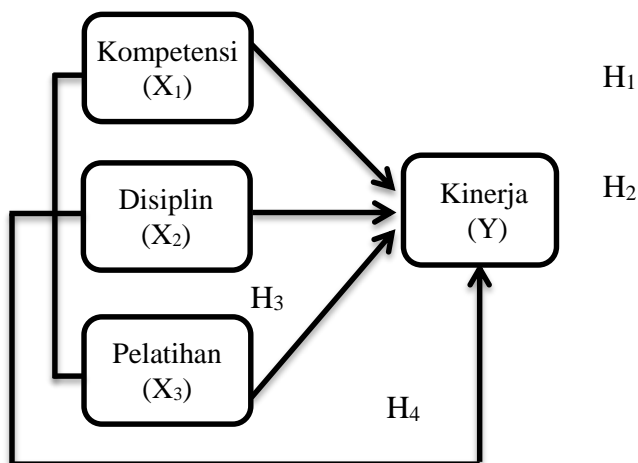 Kompetensi
(X₁)
H₁
Disiplin
(X₂)
Kinerja
(Y)
H₂
H₃
Pelatihan
(X₃)
H₄